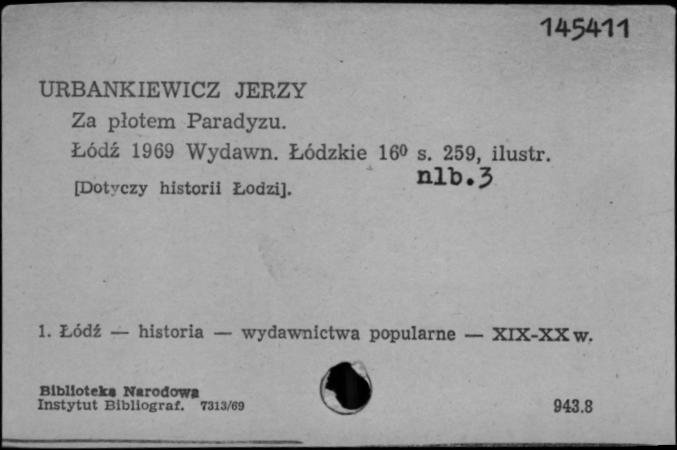 145411
URBANKIEWICZ JERZY
Za płotem Paradyzu.
Łódź 1969 Wydawn. Łódzkie 16⁰ s. 259, ilustr.
nlb.3
[Dotyczy historii Łodzi].
1. Łódź — historia — wydawnictwa popularne — XIX-XX w.
Biblioteka Narodowa
Instytut Bibliograf. 7313/69
943.8